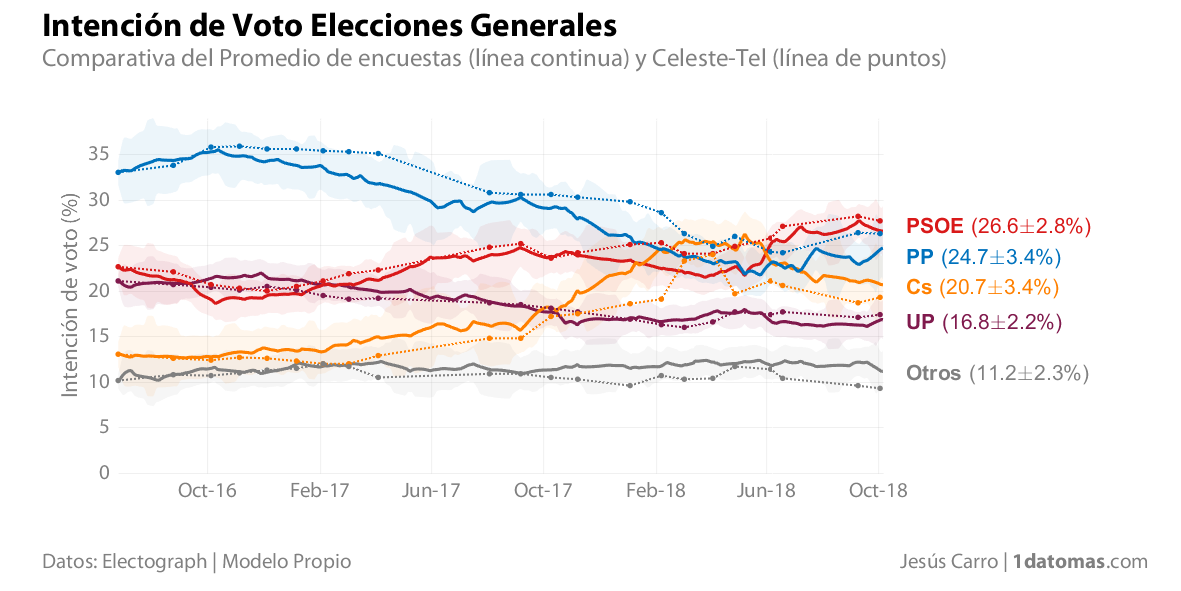 Intención de Voto Elecciones Generales
Comparativa del Promedio de encuestas (línea continua) y Celeste-Tel (línea de puntos)
Intención de voto (%)
35
30
25
20
15
10
5
0
Oct-16 Feb-17 Jun-17 Oct-17 Feb-18 Jun-18 Oct-18
PSOE (26.6±2.8%)
PP (24.7±3.4%)
Cs (20.7±3.4%)
UP (16.8±2.2%)
Otros (11.2±2.3%)
Datos: Electograph | Modelo Propio
Jesús Carro | 1datomas.com